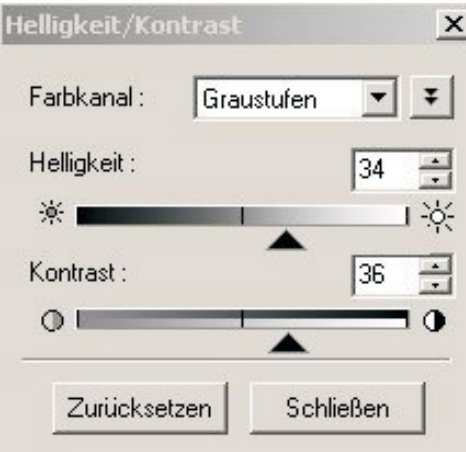 Helligkeit/Kontrast
Farbkanal : Graustufen
Helligkeit : 34
Kontrast : 36
Zurücksetzen Schließen